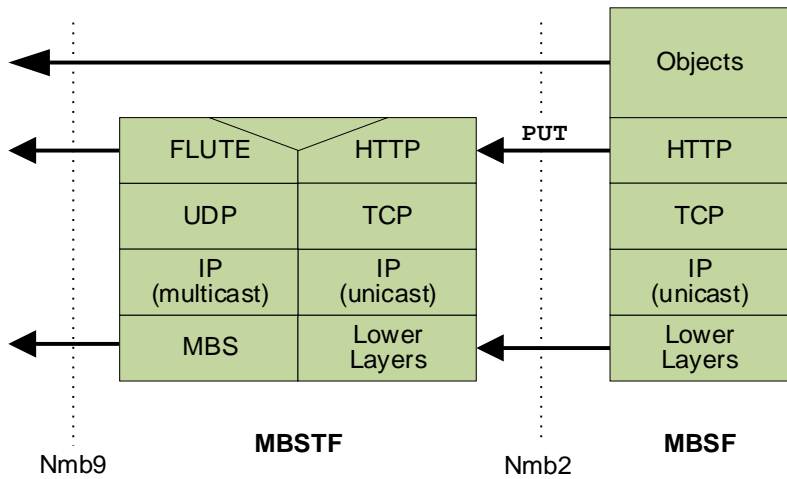 Objects
PUT
FLUTE
HTTP
HTTP
UDP
TCP
TCP
IP
(multicast)
IP
(unicast)
IP
(unicast)
MBS
Lower
Layers
Lower
Layers
MBSTF
MBSF
Nmb9
Nmb2